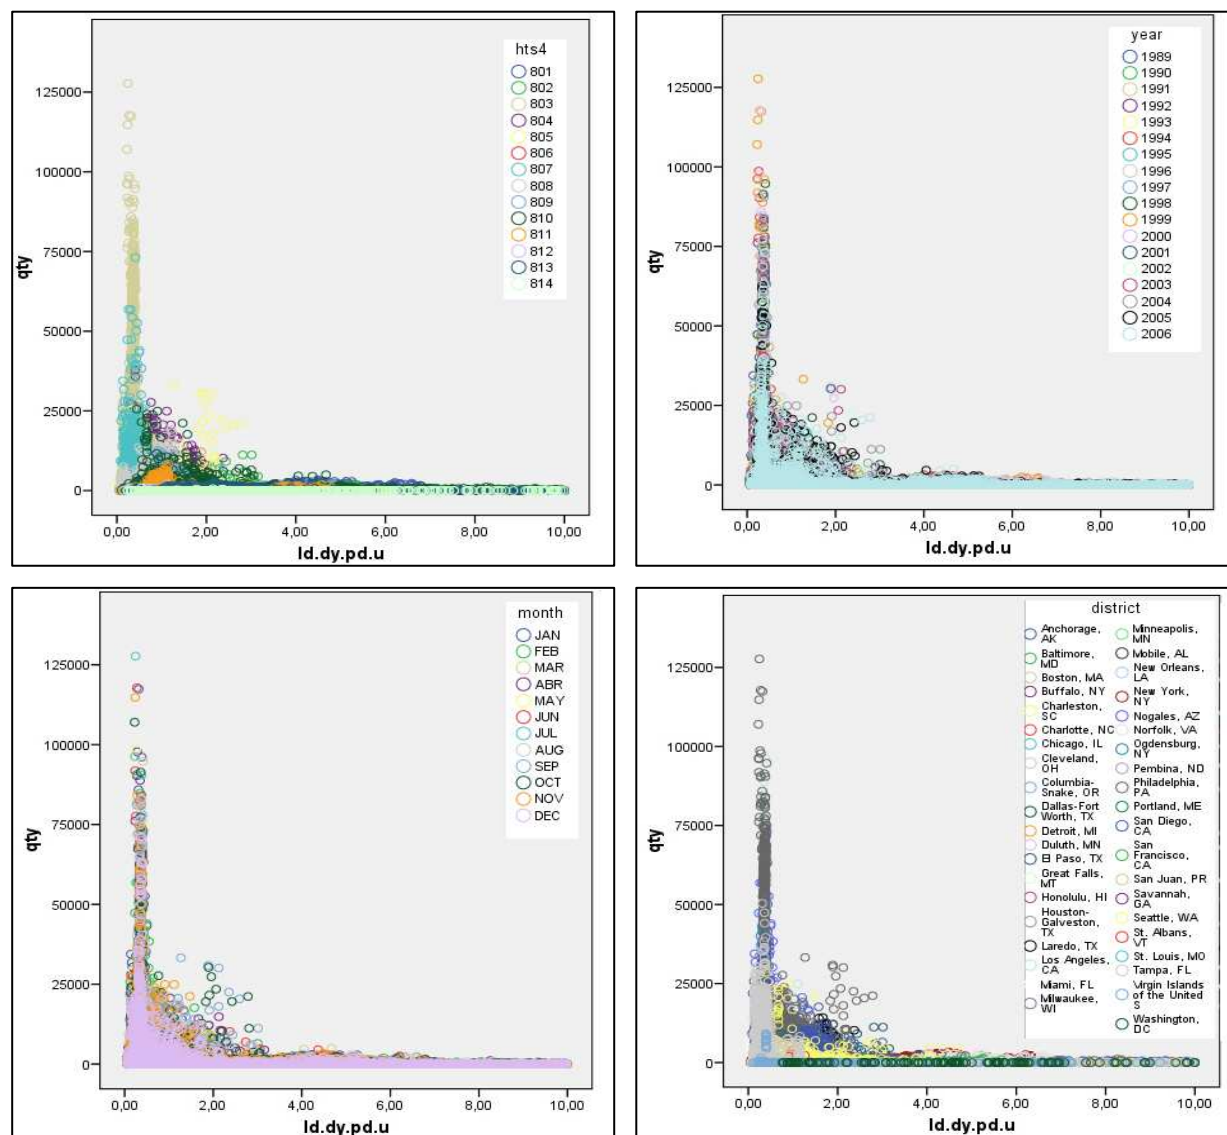 hts4
801
802
803
804
805
806
807
808
809
810
811
812
813
814
125000
100000
75000
50000
25000
0
qty
0,00 2,00 4,00 6,00 8,00 10,00
ld.dy.pd.u
year
1989
1990
1991
1992
1993
1994
1995
1996
1997
1998
1999
2000
2001
2002
2003
2004
2005
2006
125000
100000
75000
50000
25000
0
qty
0,00 2,00 4,00 6,00 8,00 10,00
ld.dy.pd.u
month
JAN
FEB
MAR
ABR
MAY
JUN
JUL
AUG
SEP
OCT
NOV
DEC
125000
100000
75000
50000
25000
0
qty
0,00 2,00 4,00 6,00 8,00 10,00
ld.dy.pd.u
district
Anchorage,
AK
Baltimore,
MD
Boston, MA
Buffalo, NY
Charleston,
SC
Charlotte, NC
Chicago, IL
Cleveland,
OH
Columbia-
Snake, OR
Dallas-Fort
Worth, TX
Detroit, MI
Duluth, MN
El Paso, TX
Great Falls,
MT
Honolulu, HI
Houston-
Galveston,
TX
Laredo, TX
Los Angeles,
CA
Miami, FL
Milwaukee,
WI
Minneapolis,
MN
Mobile, AL
New Orleans,
LA
New York,
NY
Nogales, AZ
Norfolk, VA
Ogdensburg,
NY
Pembina, ND
Philadelphia,
PA
Portland, ME
San Diego,
CA
San
Francisco,
CA
San Juan, PR
Savannah,
GA
Seattle, WA
St. Albans,
VT
St. Louis, MO
Tampa, FL
Virgin Islands
of the United
S
Washington,
DC
125000
100000
75000
50000
25000
0
qty
0,00 2,00 4,00 6,00 8,00 10,00
ld.dy.pd.u